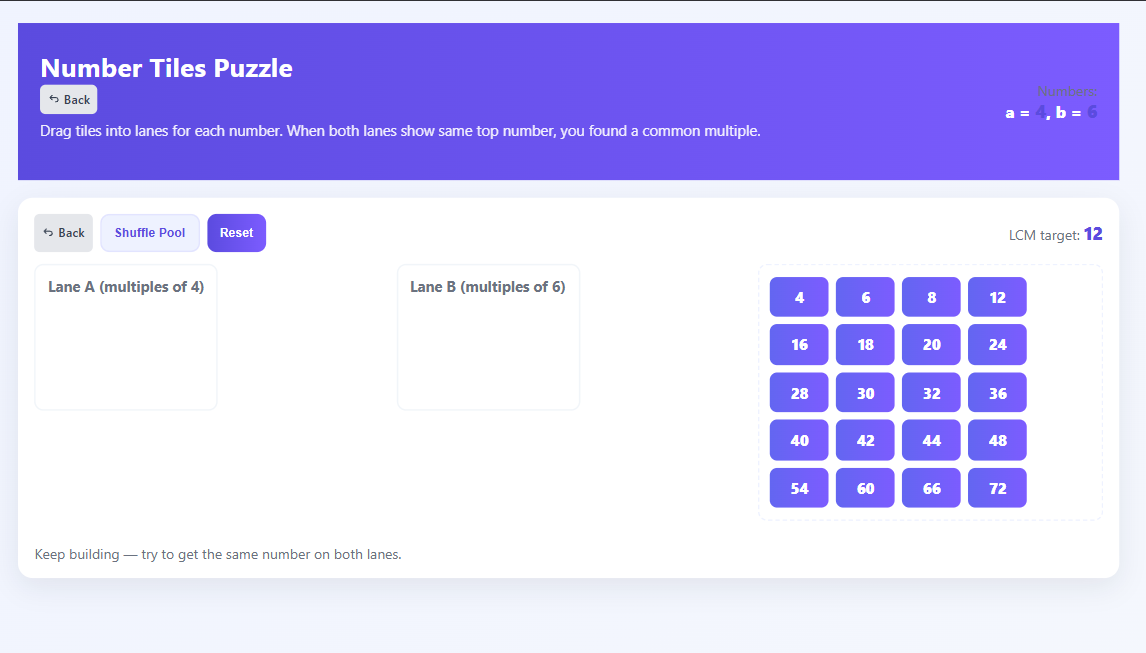 Number Tiles Puzzle
Back
Drag tiles into lanes for each number. When both lanes show same top number, you found a common multiple.
Numbers
a = 4, b = 6
Back
Shuffle Pool
Reset
LCM target: 12
Lane A (multiples of 4)
Lane B (multiples of 6)
4 6 8 12
16 18 20 24
28 30 32 36
40 42 44 48
54 60 66 72
Keep building — try to get the same number on both lanes.